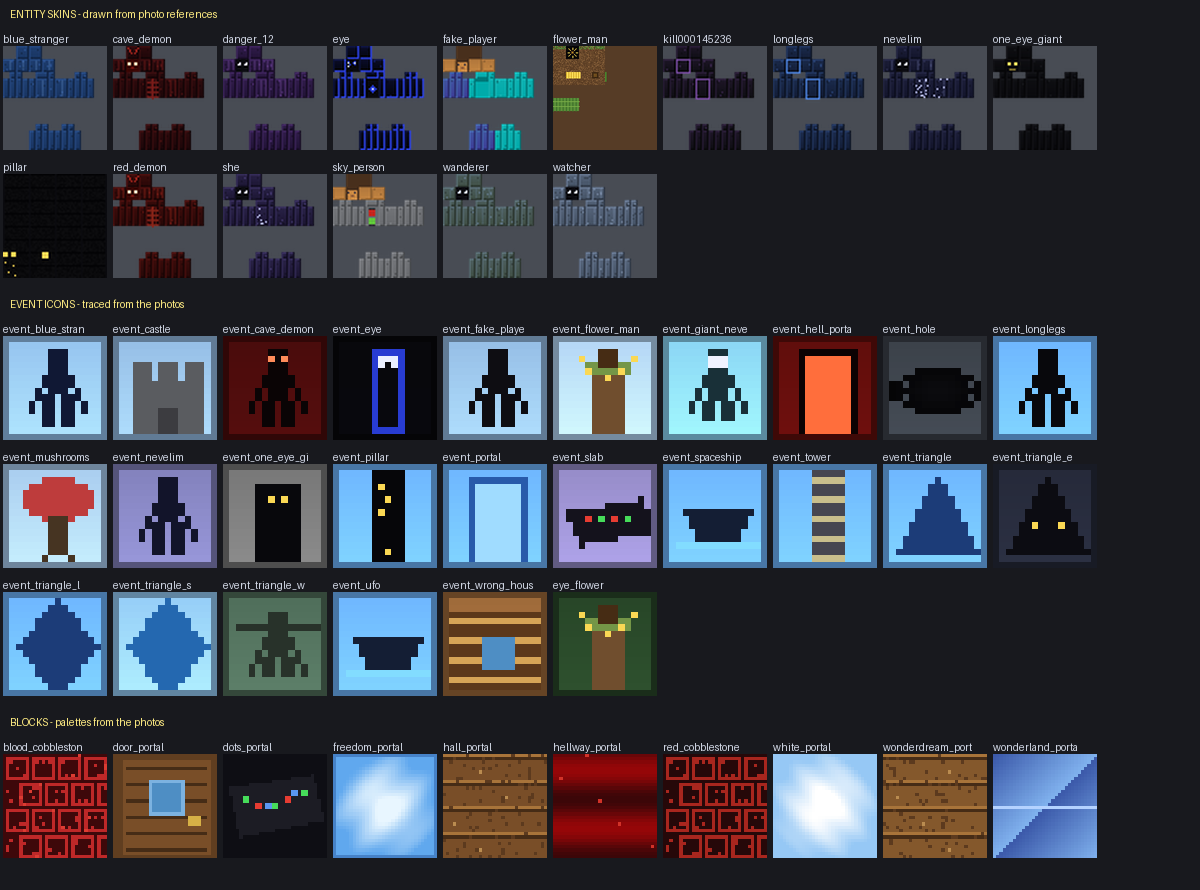 ENTITY SKINS - drawn from photo references
blue_stranger cave_demon danger_12 eye fake_player flower_man kill000145236 longlegs nevelim one_eye_giant
pillar red_demon she sky_person wanderer watcher
EVENT ICONS - traced from the photos
event_blue_stran event_castle event_cave_demon event_eye event_fake_playe event_flower_man event_giant_neve event_hell_porta event_hole event_longlegs
event_mushrooms event_nevelim event_one_eye_gi event_pillar event_portal event_slab event_spaceship event_tower event_triangle event_triangle_e
event_triangle_l event_triangle_s event_triangle_w event_ufo event_wrong_hous eye_flower
BLOCKS - palettes from the photos
blood_cobbleston door_portal dots_portal freedom_portal hall_portal hellway_portal red_cobblestone white_portal wonderdream_port wonderland_porta